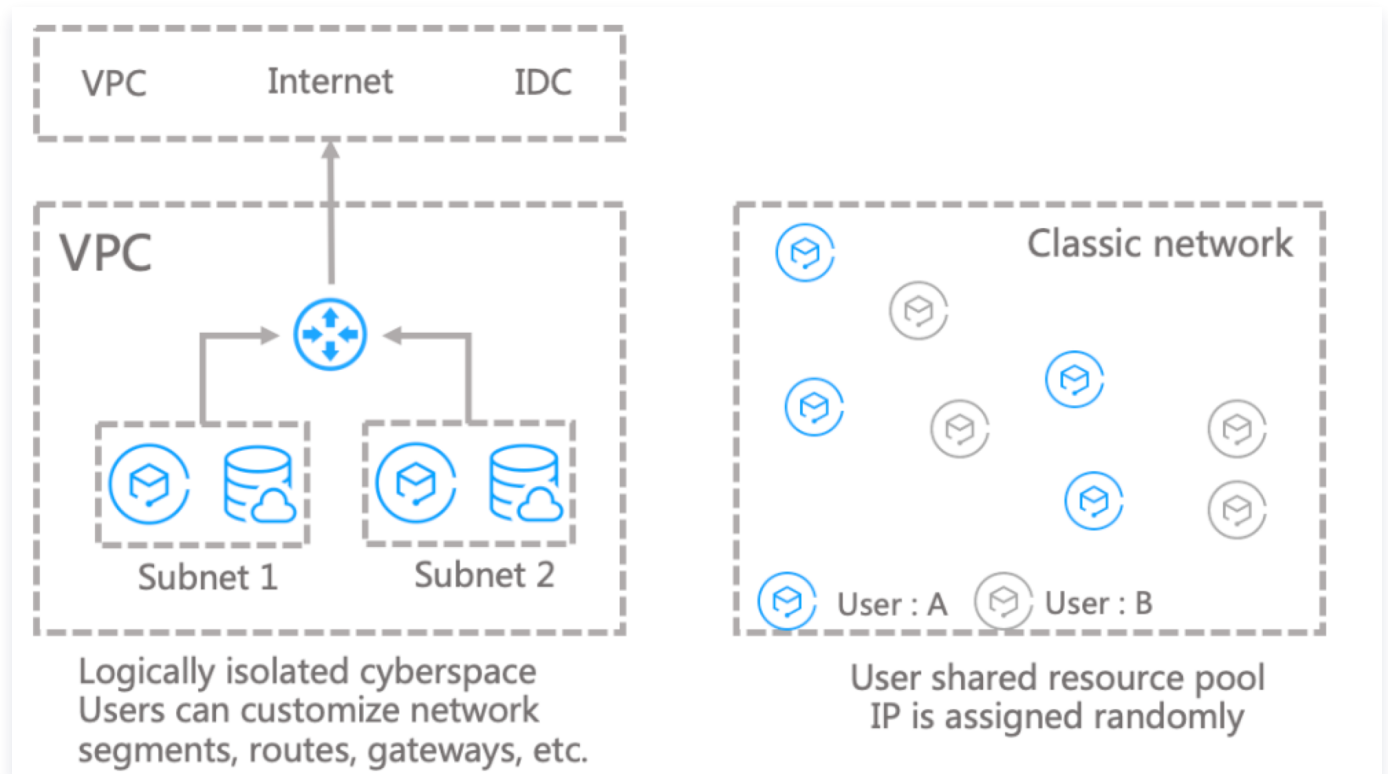 VPC Internet IDC
VPC
Subnet 1 Subnet 2
Logically isolated cyberspace
Users can customize network
segments, routes, gateways, etc.
Classic network
User : A User : B
User shared resource pool
IP is assigned randomly